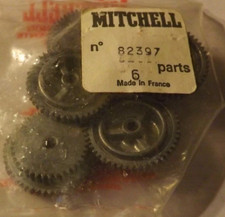 MITCHELL
n° 82397
6 parts
Made in France